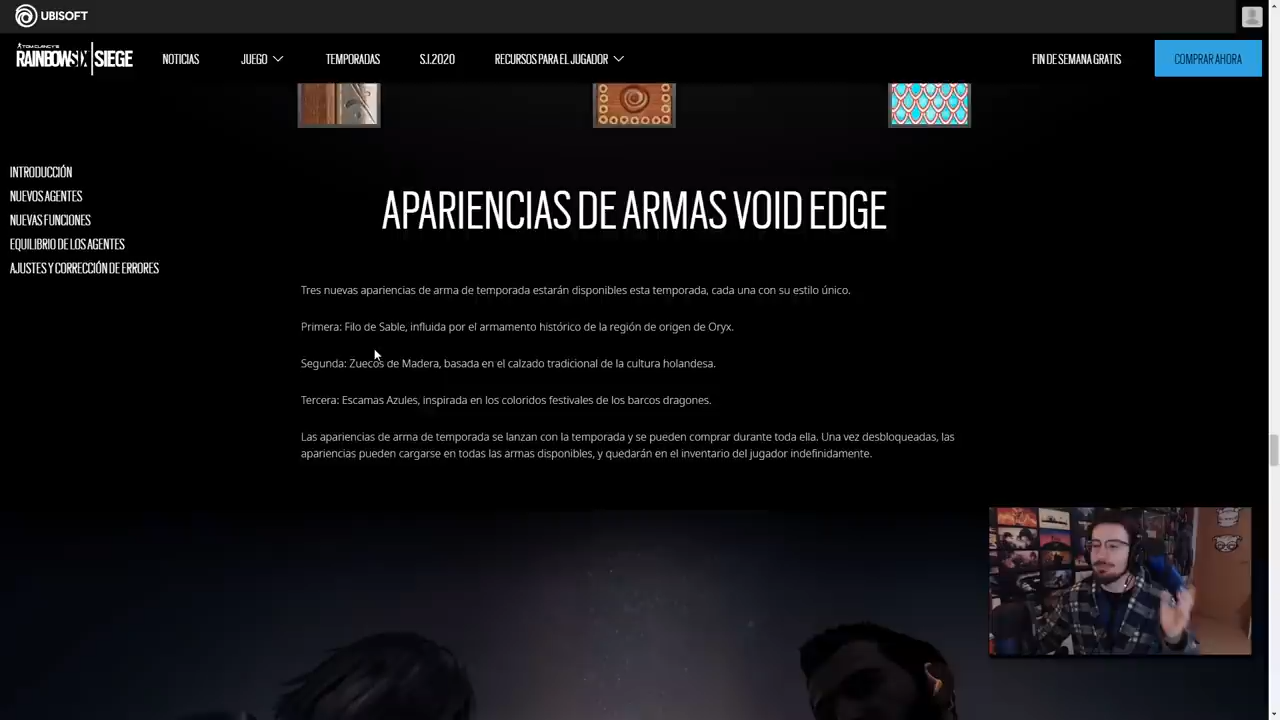 UBISOFT
TOM CLANCY'S
RAINBOWSIX SIEGE
NOTICIAS
JUEGO
TEMPORADAS
S.I.2020
RECURSOS PARA EL JUGADOR
FIN DE SEMANA GRATIS
COMPRAR AHORA
INTRODUCCIÓN
NUEVOS AGENTES
NUEVAS FUNCIONES
EQUILIBRIO DE LOS AGENTES
AJUSTES Y CORRECCIÓN DE ERRORES
APARIENCIAS DE ARMAS VOID EDGE
Tres nuevas apariencias de arma de temporada estarán disponibles esta temporada, cada una con su estilo único.
Primera: Filo de Sable, influida por el armamento histórico de la región de origen de Oryx.
Segunda: Zuecos de Madera, basada en el calzado tradicional de la cultura holandesa.
Tercera: Escamas Azules, inspirada en los coloridos festivales de los barcos dragones.
Las apariencias de arma de temporada se lanzan con la temporada y se pueden comprar durante toda ella. Una vez desbloqueadas, las
apariencias pueden cargarse en todas las armas disponibles, y quedarán en el inventario del jugador indefinidamente.